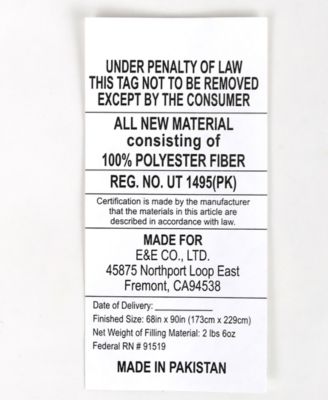 UNDER PENALTY OF LAW
THIS TAG NOT TO BE REMOVED
EXCEPT BY THE CONSUMER
ALL NEW MATERIAL
consisting of
100% POLYESTER FIBER
REG. NO. UT 1495(PK)
Certification is made by the manufacturer
that the materials in this article are
described in accordance with law.
MADE FOR
E&E CO., LTD.
45875 Northport Loop East
Fremont, CA94538
Date of Delivery: ____________
Finished Size: 68in x 90in (173cm x 229cm)
Net Weight of Filling Material: 2 lbs 6oz
Federal RN # 91519
MADE IN PAKISTAN